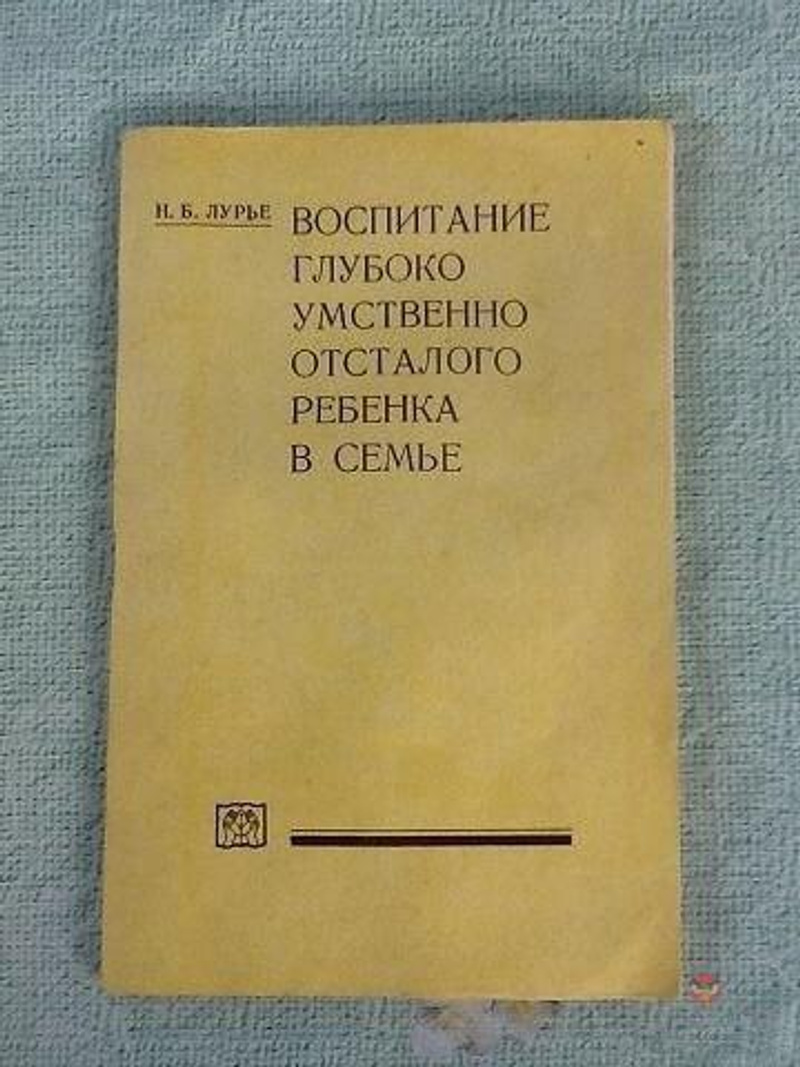 Н. Б. ЛУРЬЕ
ВОСПИТАНИЕ
ГЛУБОКО
УМСТВЕННО
ОТСТАЛОГО
РЕБЕНКА
В СЕМЬЕ